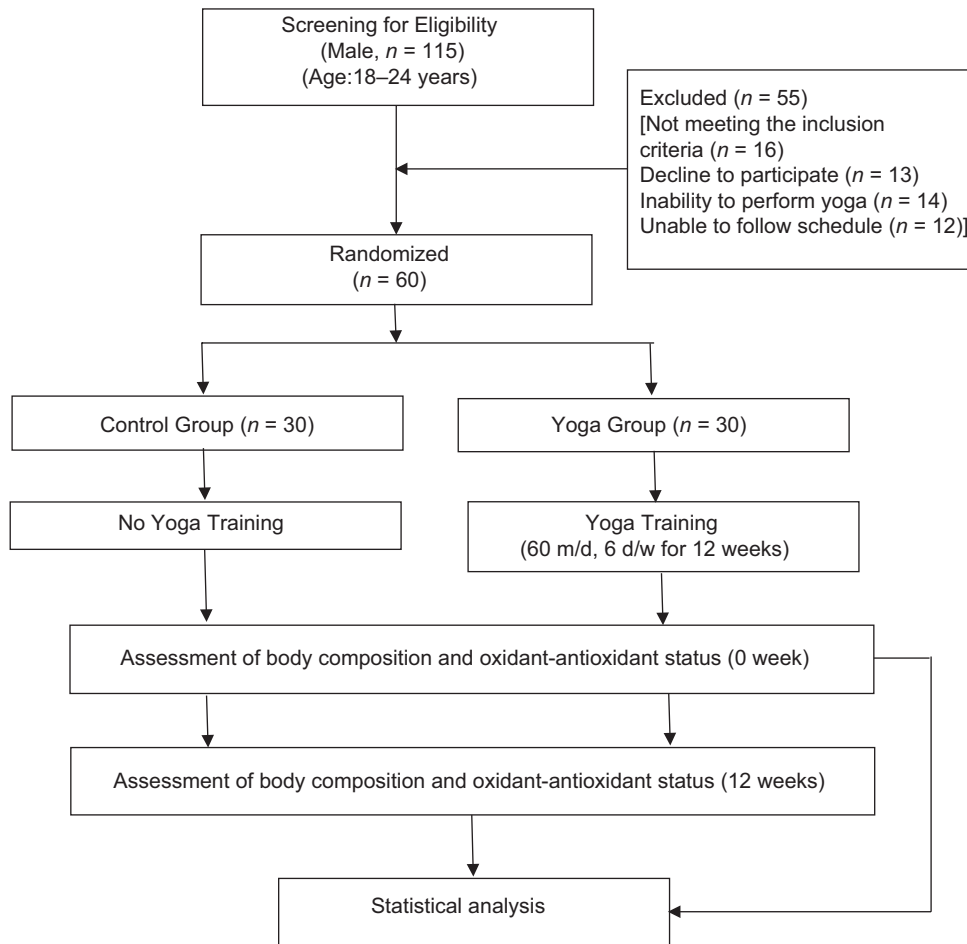 Screening for Eligibility
(Male, n = 115)
(Age:18–24 years)
Excluded (n = 55)
[Not meeting the inclusion
criteria (n = 16)
Decline to participate (n = 13)
Inability to perform yoga (n = 14)
Unable to follow schedule (n = 12)]
Randomized
(n = 60)
Control Group (n = 30)
Yoga Group (n = 30)
No Yoga Training
Yoga Training
(60 m/d, 6 d/w for 12 weeks)
Assessment of body composition and oxidant-antioxidant status (0 week)
Assessment of body composition and oxidant-antioxidant status (12 weeks)
Statistical analysis